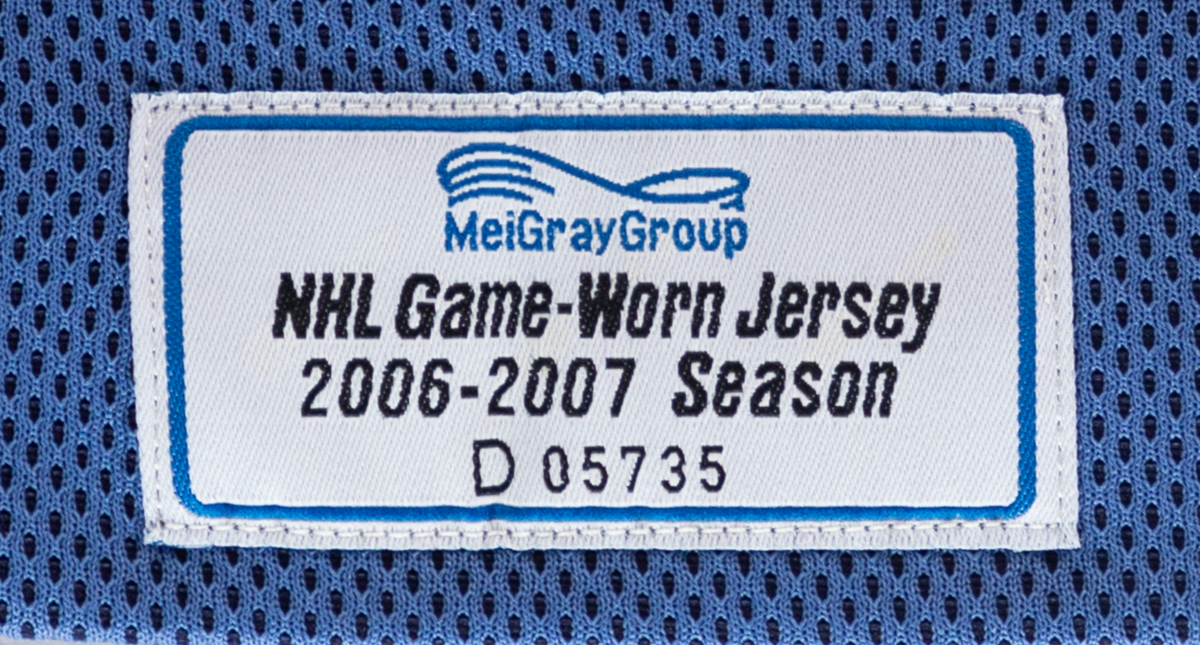 MeiGrayGroup
NHL Game-Worn Jersey
2006-2007 Season
D 05735